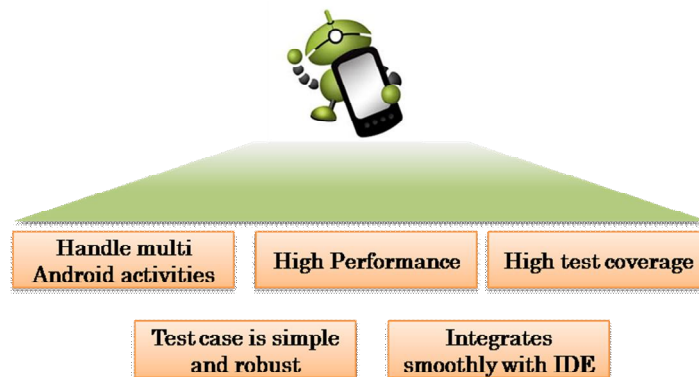 Handle multi
Android activities
High Performance
High test coverage
Test case is simple
and robust
Integrates
smoothly with IDE